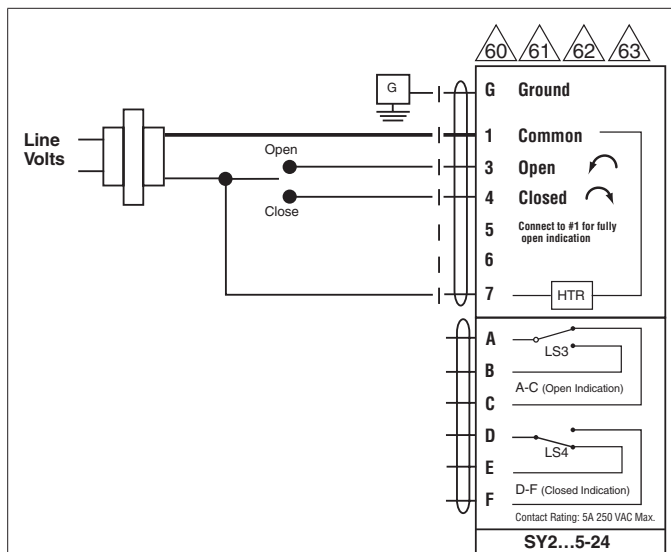 60 61 62 63
G
G Ground
Line
Volts
1 Common
Open
3 Open
4 Closed
Close
5 Connect to #1 for fully
open indication
6
7 HTR
A
LS3
B
A-C (Open Indication)
C
D
LS4
E
D-F (Closed Indication)
F
Contact Rating: 5A 250 VAC Max.
SY2...5-24